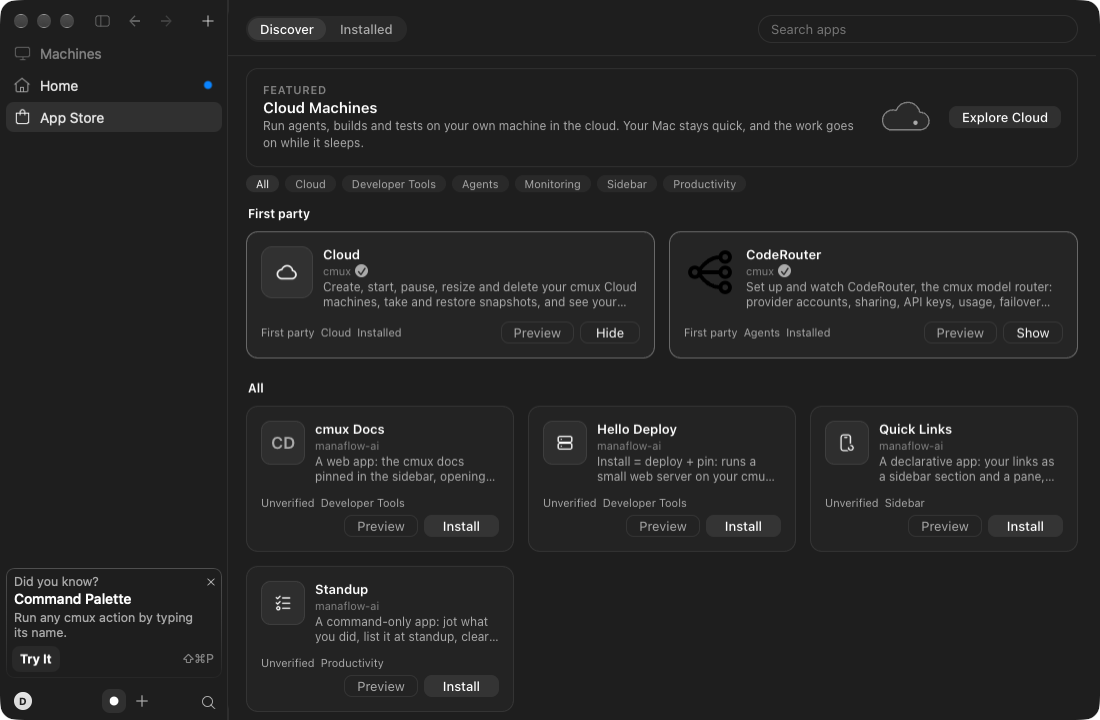 Machines
Home
App Store
Discover
Installed
Search apps
FEATURED
Cloud Machines
Run agents, builds and tests on your own machine in the cloud. Your Mac stays quick, and the work goes
on while it sleeps.
Explore Cloud
All
Cloud
Developer Tools
Agents
Monitoring
Sidebar
Productivity
First party
Cloud
cmux
Create, start, pause, resize and delete your cmux Cloud
machines, take and restore snapshots, and see your...
First party Cloud Installed
Preview
Hide
CodeRouter
cmux
Set up and watch CodeRouter, the cmux model router:
provider accounts, sharing, API keys, usage, failover...
First party Agents Installed
Preview
Show
All
CD
cmux Docs
manaflow-ai
A web app: the cmux docs
pinned in the sidebar, opening...
Unverified Developer Tools
Preview
Install
Hello Deploy
manaflow-ai
Install = deploy + pin: runs a
small web server on your cmu...
Unverified Developer Tools
Preview
Install
Quick Links
manaflow-ai
A declarative app: your links as
a sidebar section and a pane,...
Unverified Sidebar
Preview
Install
Standup
manaflow-ai
A command-only app: jot what
you did, list it at standup, clear...
Unverified Productivity
Preview
Install
Did you know?
Command Palette
Run any cmux action by typing
its name.
Try It
⇧⌘P
D